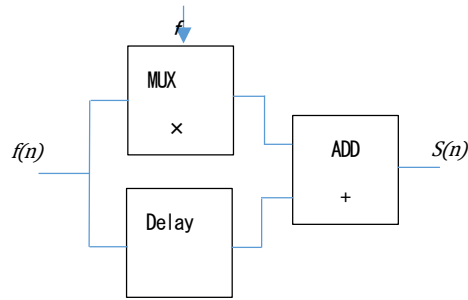 f
MUX
×
f(n)
ADD
S(n)
+
Delay